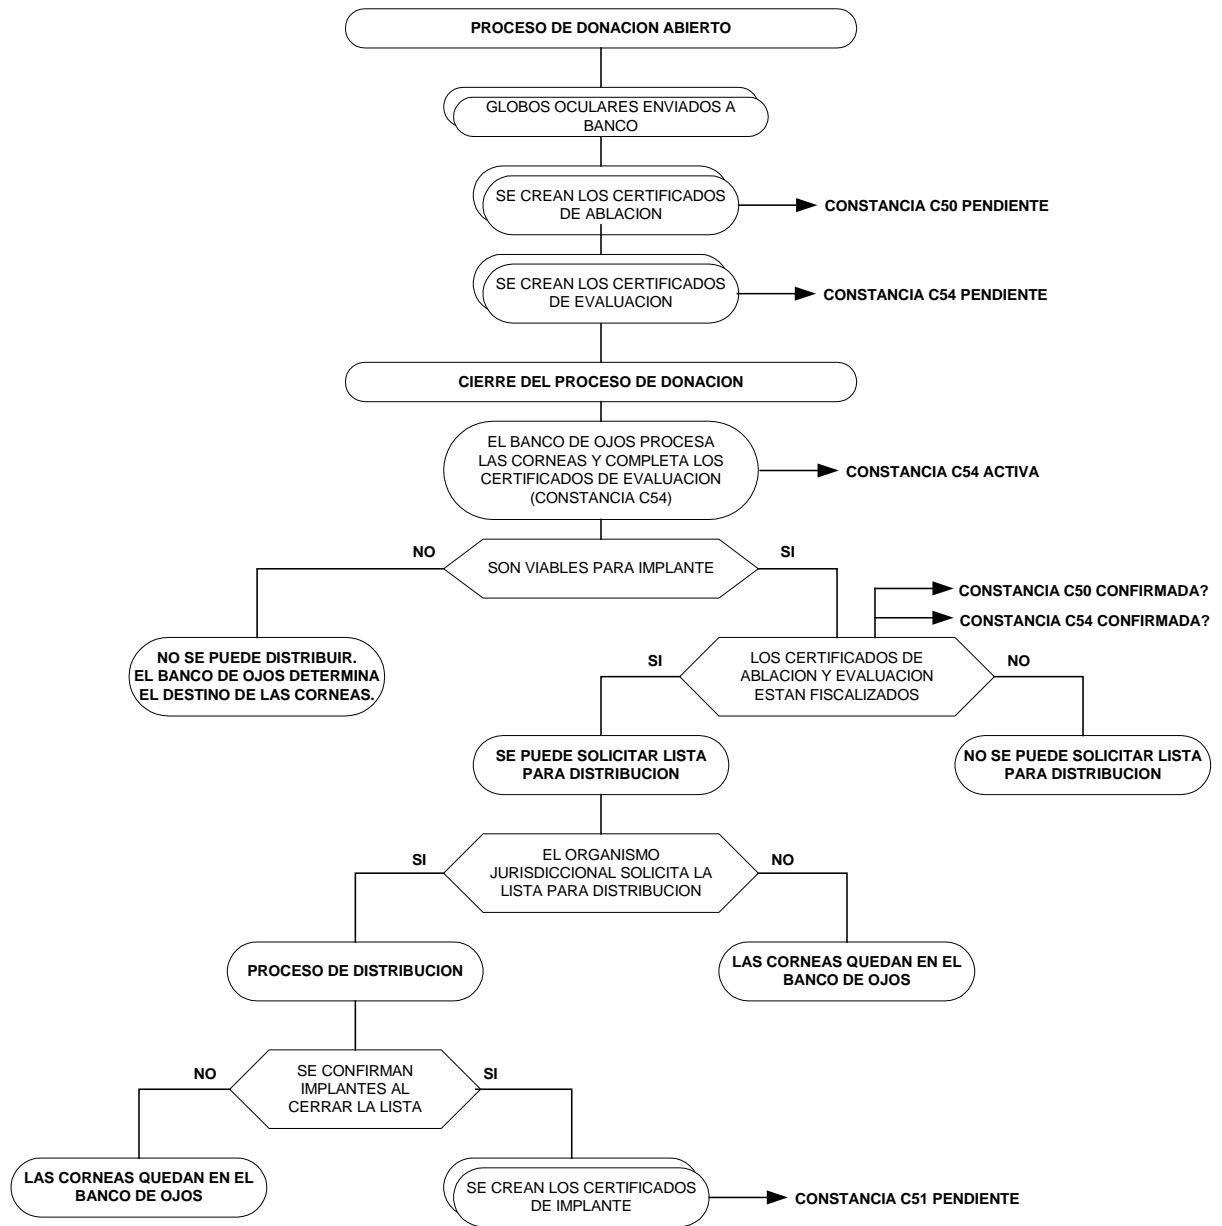 PROCESO DE DONACION ABIERTO
GLOBOS OCULARES ENVIADOS A
BANCO
SE CREAN LOS CERTIFICADOS
DE ABLACION
CONSTANCIA C50 PENDIENTE
SE CREAN LOS CERTIFICADOS
DE EVALUACION
CONSTANCIA C54 PENDIENTE
CIERRE DEL PROCESO DE DONACION
EL BANCO DE OJOS PROCESA
LAS CORNEAS Y COMPLETA LOS
CERTIFICADOS DE EVALUACION
(CONSTANCIA C54)
CONSTANCIA C54 ACTIVA
NO
SON VIABLES PARA IMPLANTE
SI
CONSTANCIA C50 CONFIRMADA?
CONSTANCIA C54 CONFIRMADA?
NO SE PUEDE DISTRIBUIR.
EL BANCO DE OJOS DETERMINA
EL DESTINO DE LAS CORNEAS.
SI
LOS CERTIFICADOS DE
ABLACION Y EVALUACION
ESTAN FISCALIZADOS
NO
SE PUEDE SOLICITAR LISTA
PARA DISTRIBUCION
NO SE PUEDE SOLICITAR LISTA
PARA DISTRIBUCION
SI
EL ORGANISMO
JURISDICCIONAL SOLICITA LA
LISTA PARA DISTRIBUCION
NO
PROCESO DE DISTRIBUCION
LAS CORNEAS QUEDAN EN EL
BANCO DE OJOS
NO
SE CONFIRMAN
IMPLANTES AL
CERRAR LA LISTA
SI
LAS CORNEAS QUEDAN EN EL
BANCO DE OJOS
SE CREAN LOS CERTIFICADOS
DE IMPLANTE
CONSTANCIA C51 PENDIENTE